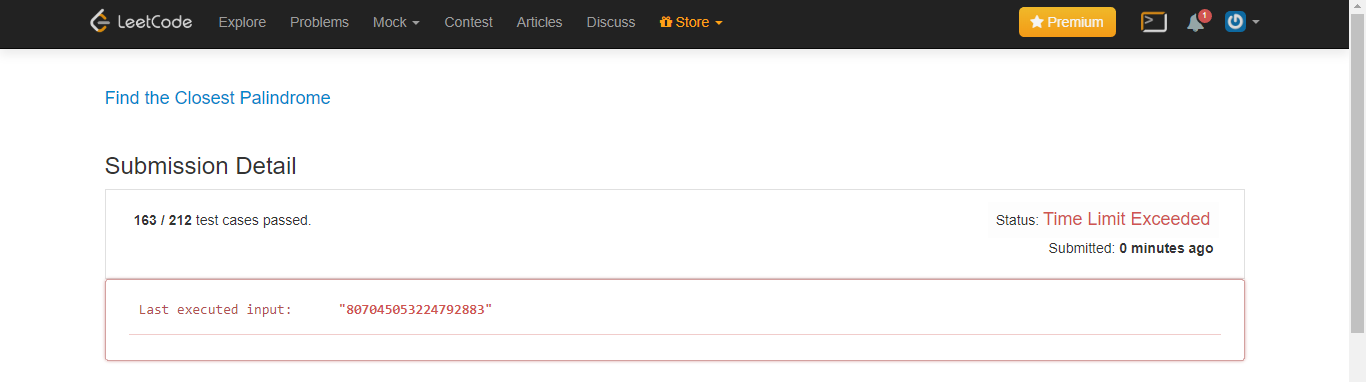 LeetCode Explore Problems Mock Contest Articles Discuss Store Premium 1
Find the Closest Palindrome
Submission Detail
163 / 212 test cases passed. Status: Time Limit Exceeded
Submitted: 0 minutes ago
Last executed input: "807045053224792883"